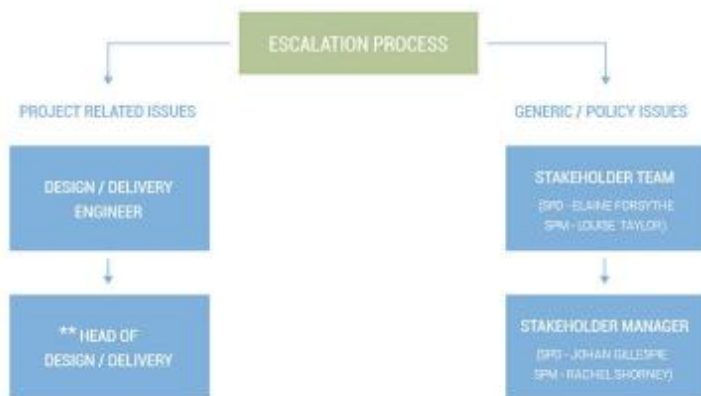 ESCALATION PROCESS
PROJECT RELATED ISSUES
GENERIC / POLICY ISSUES
DESIGN / DELIVERY
ENGINEER
STAKEHOLDER TEAM
(SPD - ELAINE FORSYTHE
SPM - LOUISE TAYLOR)
** HEAD OF
DESIGN / DELIVERY
STAKEHOLDER MANAGER
(SPD - JOHAN GILLESPIE
SPM - RACHEL SHORNEY)